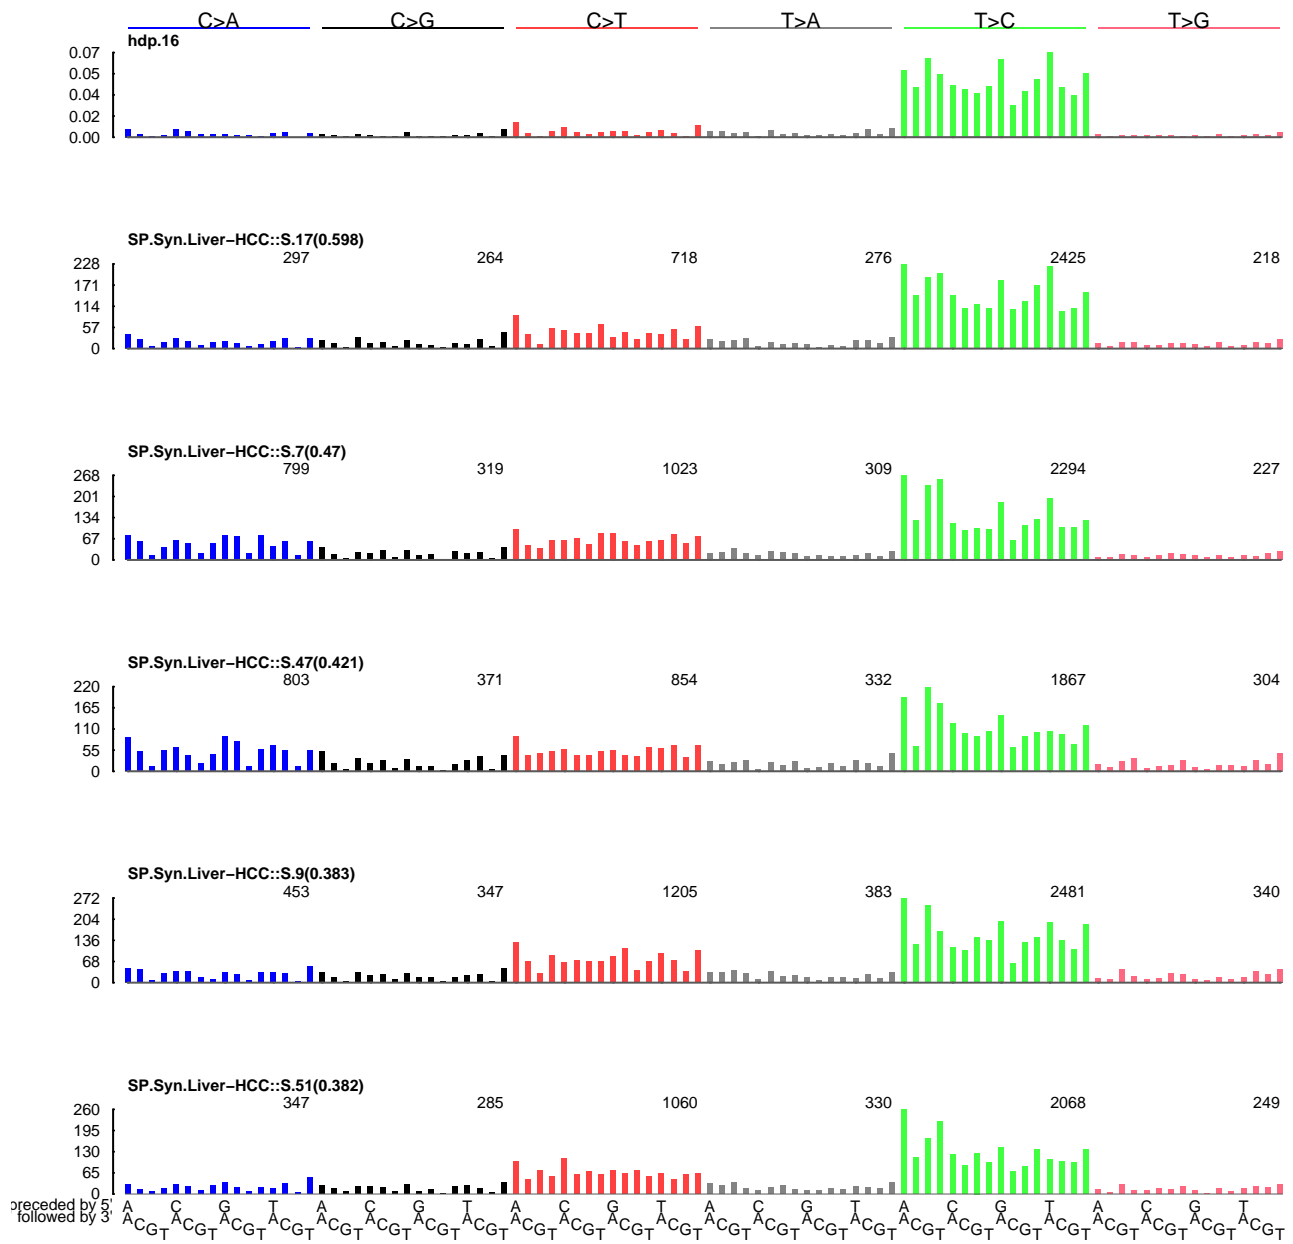 C>A C>G C>T T>A T>C T>G
hdp.16
0.07
0.05
0.04
0.02
0.00
SP.Syn.Liver−HCC::S.17(0.598)
297 264 718 276 2425 218
228
171
114
57
0
SP.Syn.Liver−HCC::S.7(0.47)
799 319 1023 309 2294 227
268
201
134
67
0
SP.Syn.Liver−HCC::S.47(0.421)
803 371 854 332 1867 304
220
165
110
55
0
SP.Syn.Liver−HCC::S.9(0.383)
453 347 1205 383 2481 340
272
204
136
68
0
SP.Syn.Liver−HCC::S.51(0.382)
347 285 1060 330 2068 249
260
195
130
65
0
preceded by 5' A C G T A C G T A C G T A C G T A C G T A C G T
followed by 3' A C G T A C G T A C G T A C G T A C G T A C G T A C G T A C G T A C G T A C G T A C G T A C G T A C G T A C G T A C G T A C G T A C G T A C G T A C G T A C G T A C G T A C G T A C G T A C G T